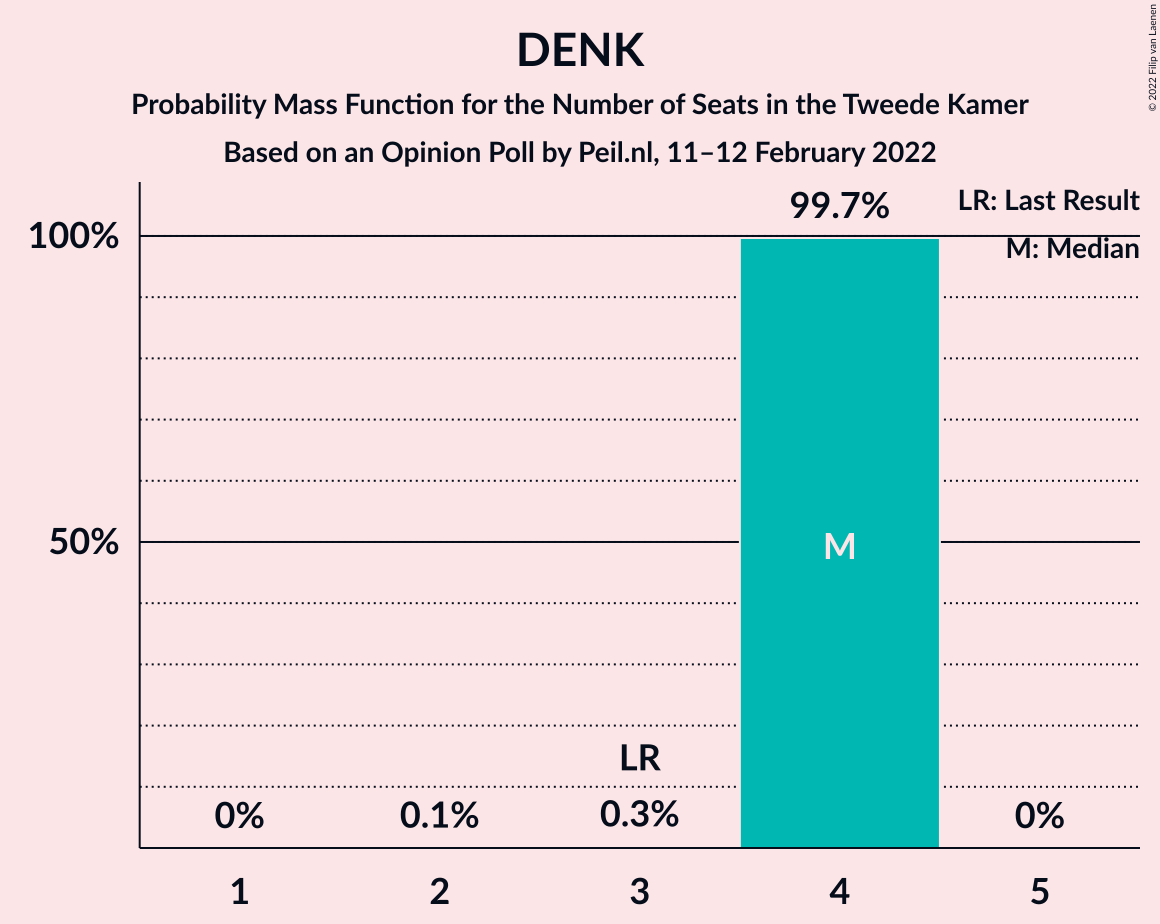 DENK
Probability Mass Function for the Number of Seats in the Tweede Kamer
Based on an Opinion Poll by Peil.nl, 11–12 February 2022
© 2022 Filip van Laenen
LR: Last Result
M: Median
99.7%
100%
50%
M
LR
0%
0.1%
0.3%
0%
1
2
3
4
5